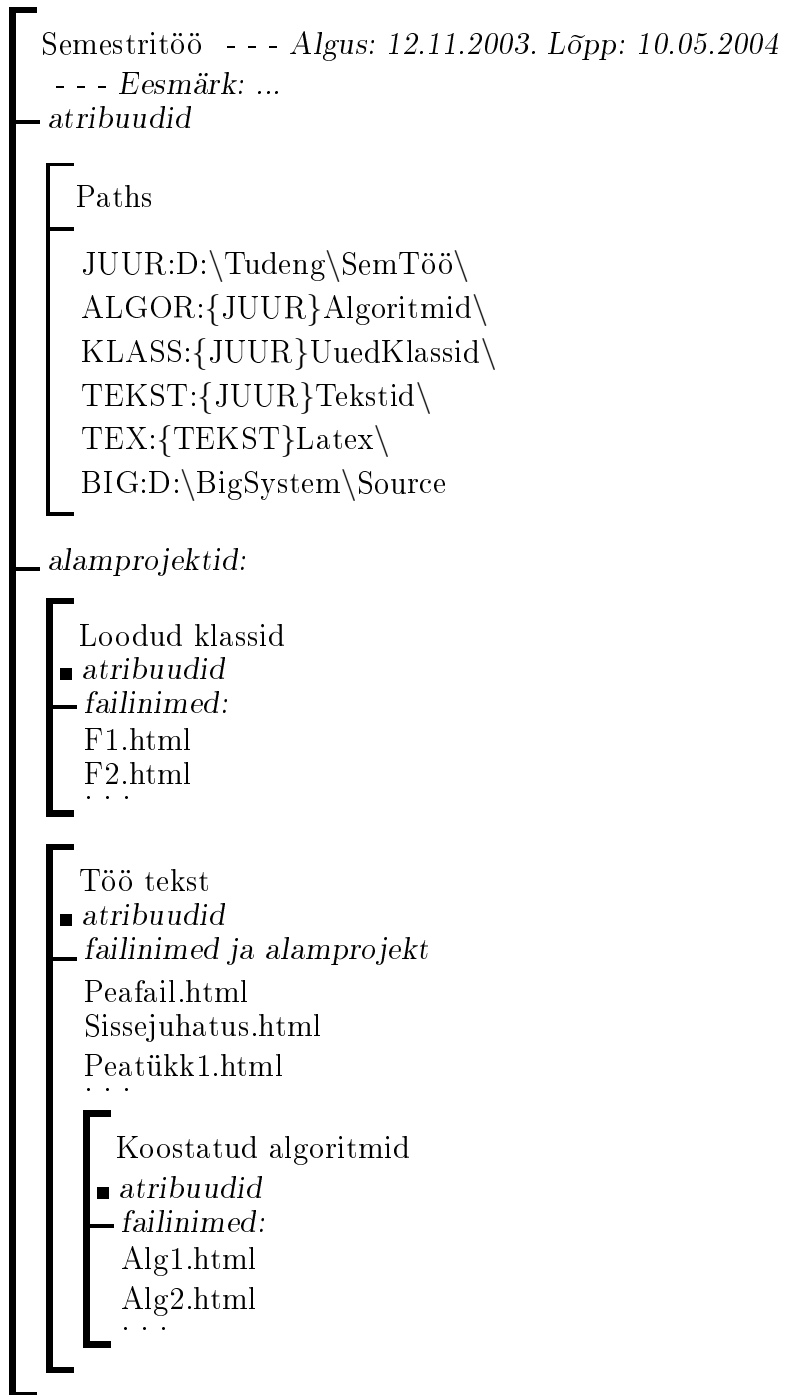 Semestritöö - - - Algus: 12.11.2003. Lõpp: 10.05.2004
- - - Eesmärk: ...
atribuudid
Paths
JUUR:D:\Tudeng\SemTöö\
ALGOR:{JUUR}Algoritmid\
KLASS:{JUUR}UuedKlassid\
TEKST:{JUUR}Tekstid\
TEX:{TEKST}Latex\
BIG:D:\BigSystem\Source
alamprojektid:
Loodud klassid
atribuudid
failinimed:
F1.html
F2.html
. . .
Töö tekst
atribuudid
failinimed ja alamprojekt
Peafail.html
Sissejuhatus.html
Peatükk1.html
. . .
Koostatud algoritmid
atribuudid
failinimed:
Alg1.html
Alg2.html
. . .